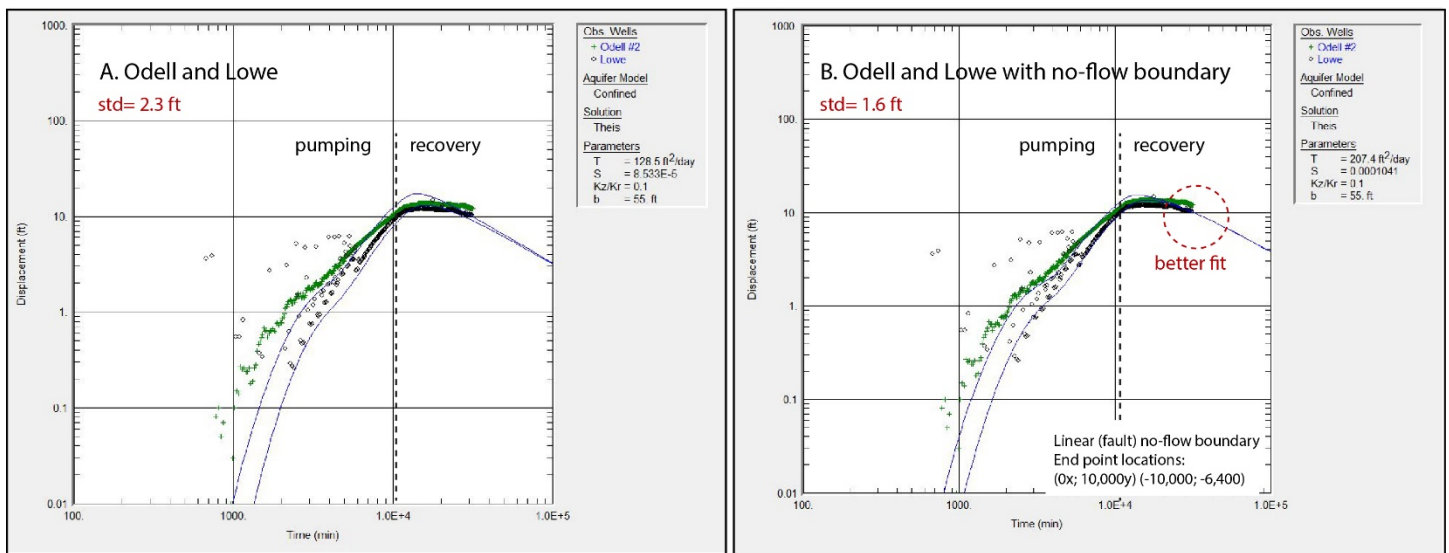 A. Odell and Lowe
std= 2.3 ft
pumping
recovery
1000.
100.
10.
1.
0.1
0.01
Displacement (ft)
100.
1000.
1.0E+4
1.0E+5
Time (min)
Obs. Wells
+ Odell #2
◇ Lowe
Aquifer Model
Confined
Solution
Theis
Parameters
T = 128.5 ft²/day
S = 8.533E-5
Kz/Kr = 0.1
b = 55. ft
B. Odell and Lowe with no-flow boundary
std= 1.6 ft
pumping
recovery
better fit
Linear (fault) no-flow boundary
End point locations:
(0x; 10,000y) (-10,000; -6,400)
1000.
100.
10.
1.
0.1
0.01
Displacement (ft)
100.
1000.
1.0E+4
1.0E+5
Time (min)
Obs. Wells
+ Odell #2
◇ Lowe
Aquifer Model
Confined
Solution
Theis
Parameters
T = 207.4 ft²/day
S = 0.0001041
Kz/Kr = 0.1
b = 55. ft